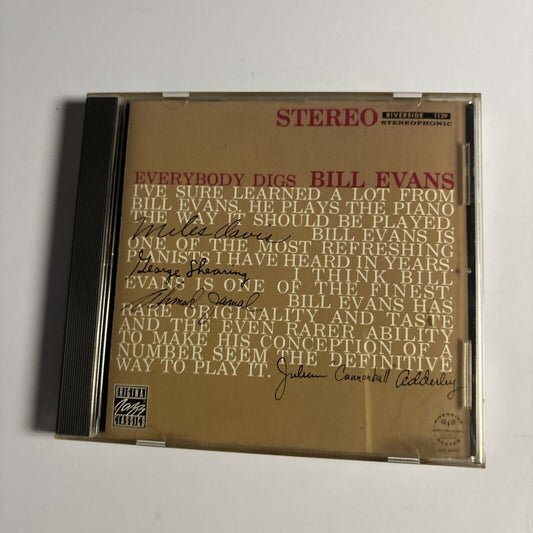 STEREO
RIVERSIDE 1129
STEREOPHONIC
EVERYBODY DIGS BILL EVANS
I'VE SURE LEARNED A LOT FROM
BILL EVANS. HE PLAYS THE PIANO
THE WAY IT SHOULD BE PLAYED.
Miles Davis BILL EVANS IS
ONE OF THE MOST REFRESHING
PIANISTS I HAVE HEARD IN YEARS.
George Shearing I THINK BILL
EVANS IS ONE OF THE FINEST.
Ahmad Jamal BILL EVANS HAS
RARE ORIGINALITY AND TASTE
AND THE EVEN RARER ABILITY
TO MAKE HIS CONCEPTION OF A
NUMBER SEEM THE DEFINITIVE
WAY TO PLAY IT. Julian "Cannonball" Adderley
ORIGINAL
Jazz
CLASSICS
RIVERSIDE